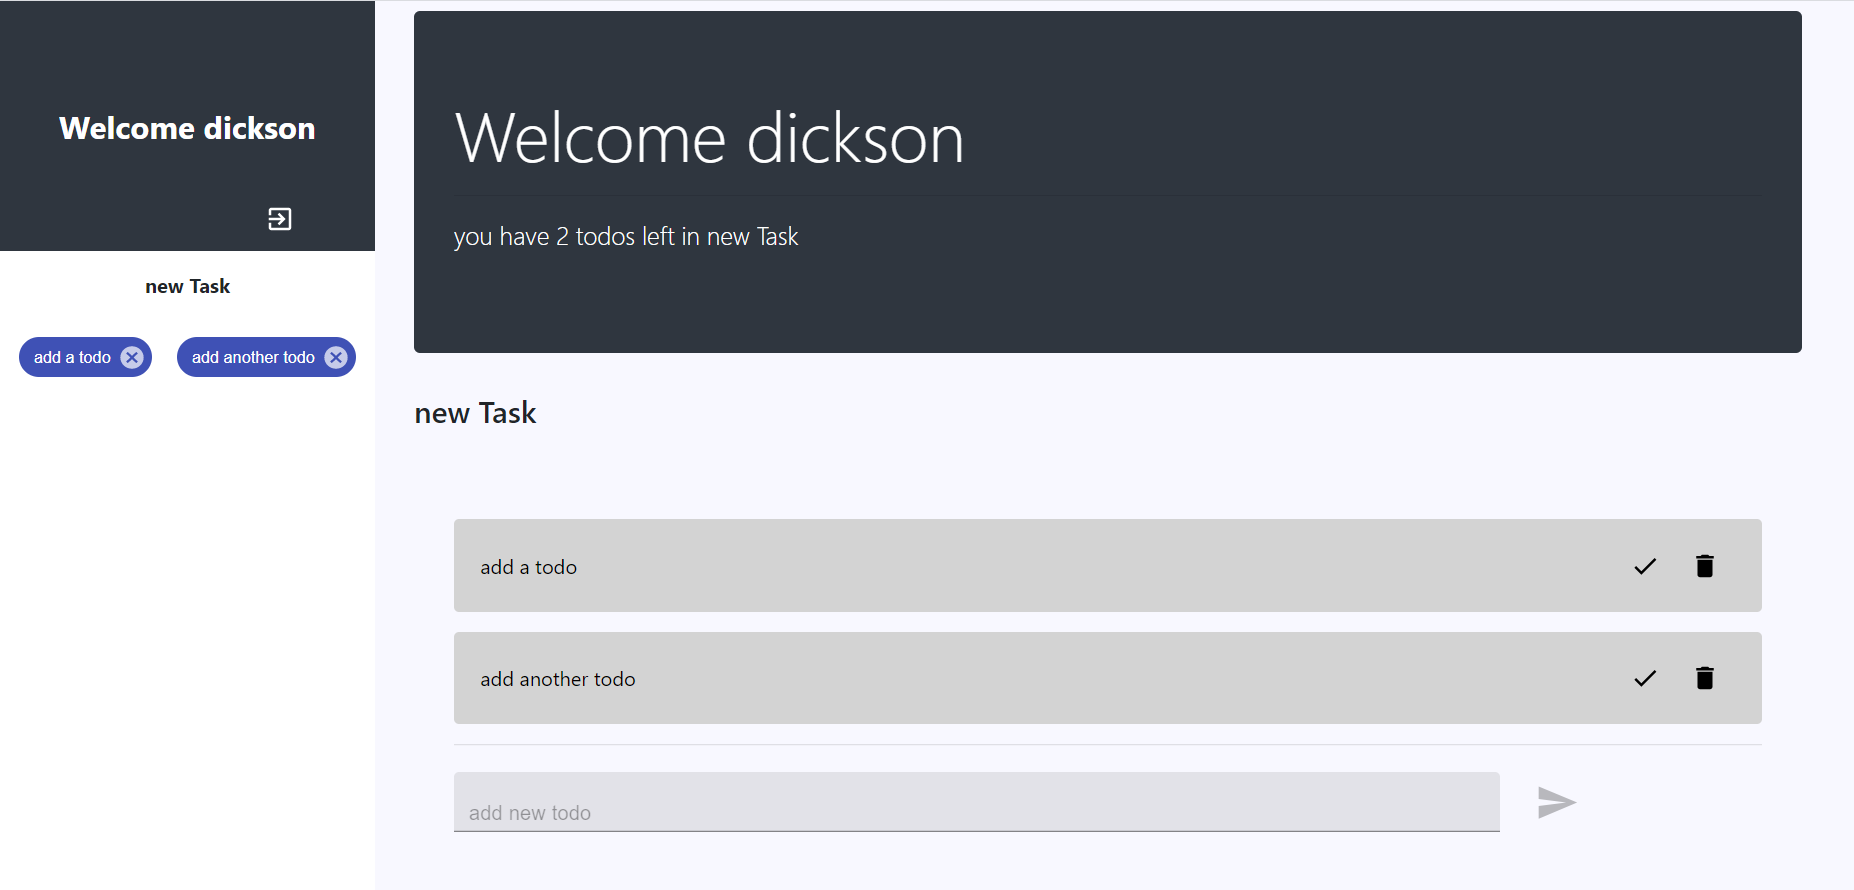 Welcome dickson
new Task
add a todo
add another todo
Welcome dickson
you have 2 todos left in new Task
new Task
add a todo
add another todo
add new todo